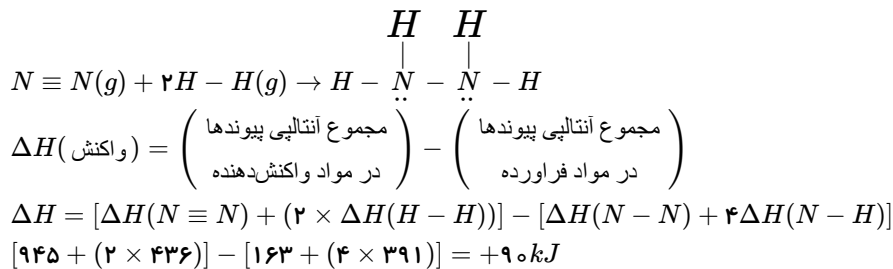 H H
N ≡ N(g) + ۲H − H(g) → H − N̤ − N̤ − H
ΔH(واکنش) = (مجموع آنتالپی پیوندها در مواد واکنش‌دهنده) − (مجموع آنتالپی پیوندها در مواد فراورده)
ΔH = [ΔH(N ≡ N) + (۲ × ΔH(H − H))] − [ΔH(N − N) + ۴ΔH(N − H)]
[۹۴۵ + (۲ × ۴۳۶)] − [۱۶۳ + (۴ × ۳۹۱)] = +۹۰kJ